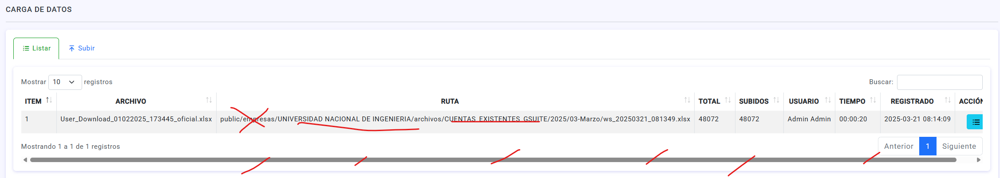 CARGA DE DATOS
Listar Subir
Mostrar 10 registros Buscar:
ITEM ARCHIVO RUTA TOTAL SUBIDOS USUARIO TIEMPO REGISTRADO ACCIÓN
1 User_Download_01022025_173445_oficial.xlsx public/empresas/UNIVERSIDAD NACIONAL DE INGENIERIA/archivos/CUENTAS_EXISTENTES_GSUITE/2025/03-Marzo/ws_20250321_081349.xlsx 48072 48072 Admin Admin 00:00:20 2025-03-21 08:14:09
Mostrando 1 a 1 de 1 registros Anterior 1 Siguiente